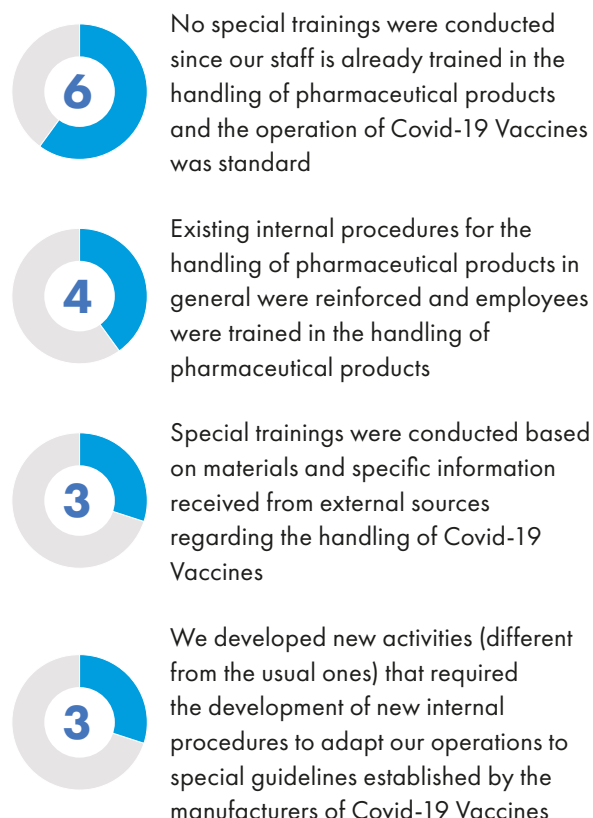 No special trainings were conducted
since our staff is already trained in the
6
handling of pharmaceutical products
and the operation of Covid-19 Vaccines
was standard
Existing internal procedures for the
handling of pharmaceutical products in
4
general were reinforced and employees
were trained in the handling of
pharmaceutical products
Special trainings were conducted based
on materials and specific information
3
received from external sources
regarding the handling of Covid-19
Vaccines
We developed new activities (different
from the usual ones) that required
3
the development of new internal
procedures to adapt our operations to
special guidelines established by the
manufacturers of Covid-19 Vaccines